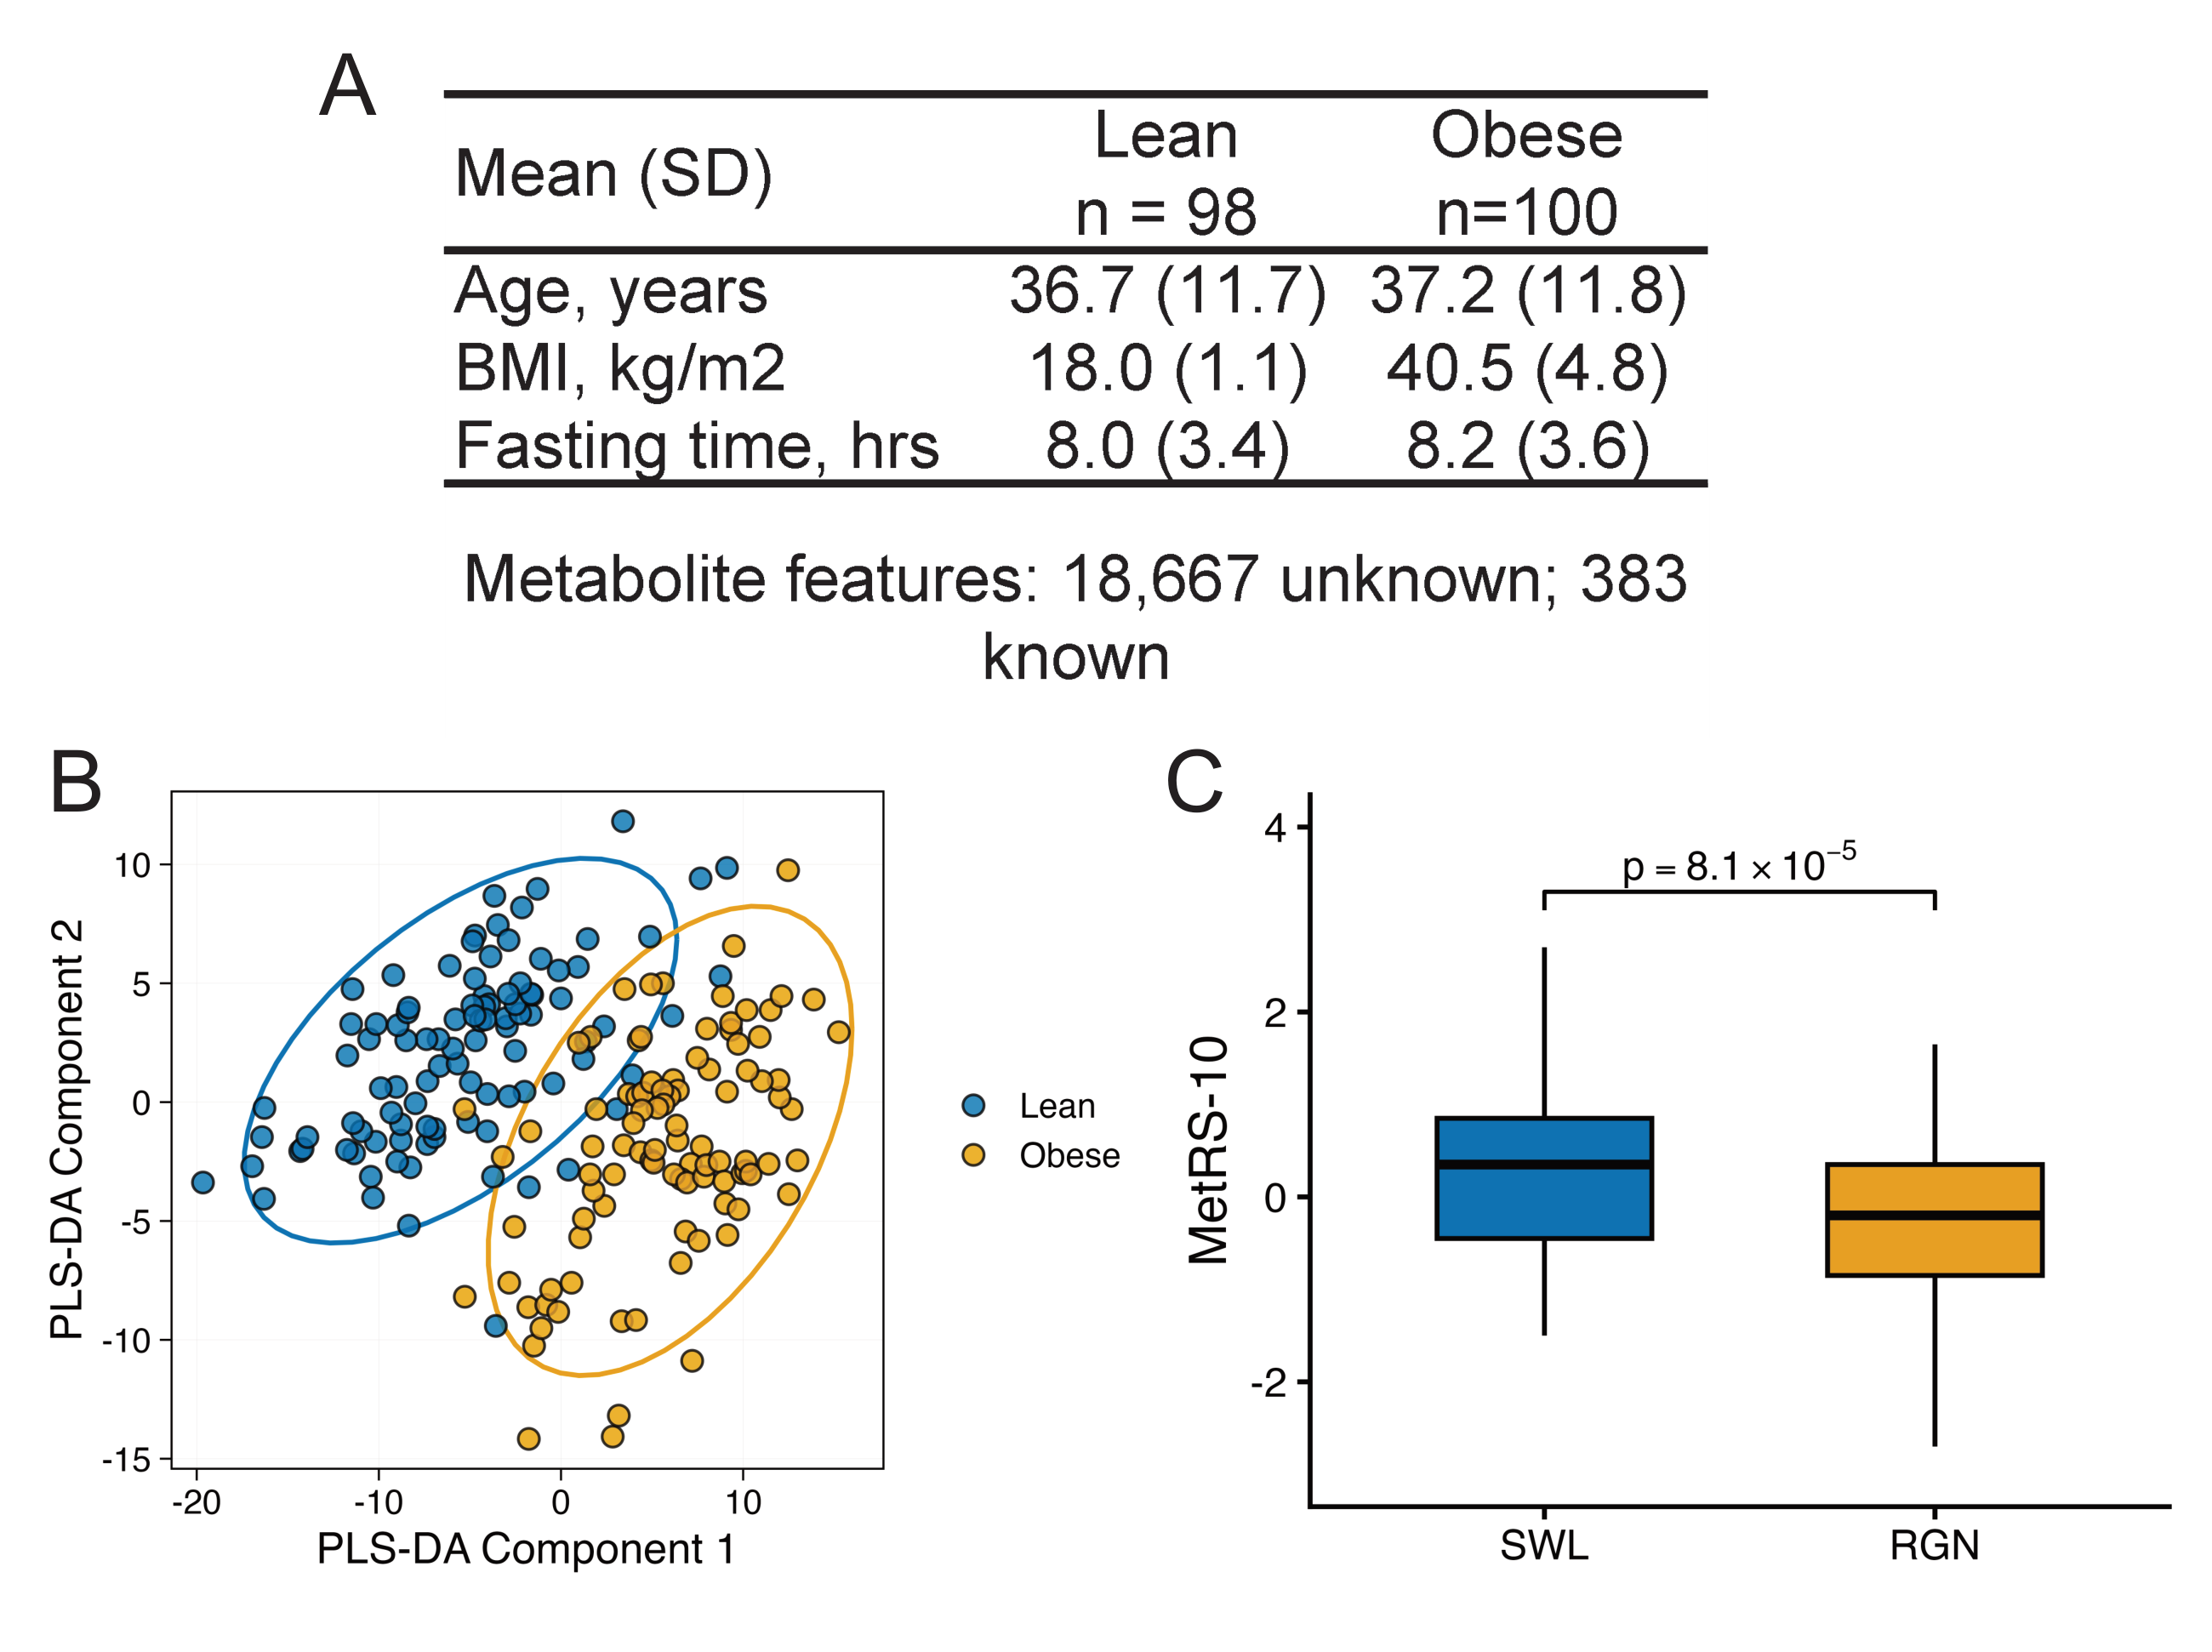 A
Mean (SD)
Lean
n = 98
Obese
n=100
Age, years 36.7 (11.7) 37.2 (11.8)
BMI, kg/m2 18.0 (1.1) 40.5 (4.8)
Fasting time, hrs 8.0 (3.4) 8.2 (3.6)
Metabolite features: 18,667 unknown; 383
known
B
PLS-DA Component 2
10
5
0
-5
-10
-15
-20 -10 0 10
PLS-DA Component 1
Lean
Obese
C
MetRS-10
4
2
0
-2
p = 8.1 × 10⁻⁵
SWL RGN